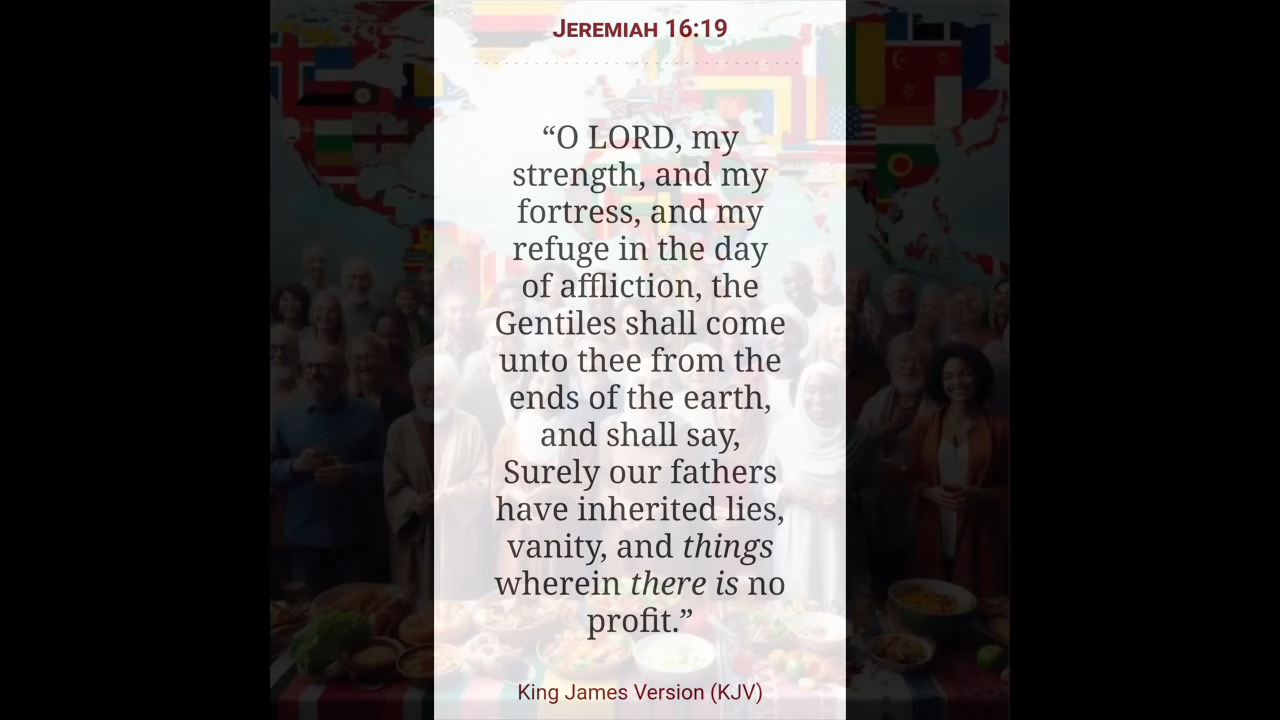 Jeremiah 16:19
“O LORD, my
strength, and my
fortress, and my
refuge in the day
of affliction, the
Gentiles shall come
unto thee from the
ends of the earth,
and shall say,
Surely our fathers
have inherited lies,
vanity, and things
wherein there is no
profit.”
King James Version (KJV)